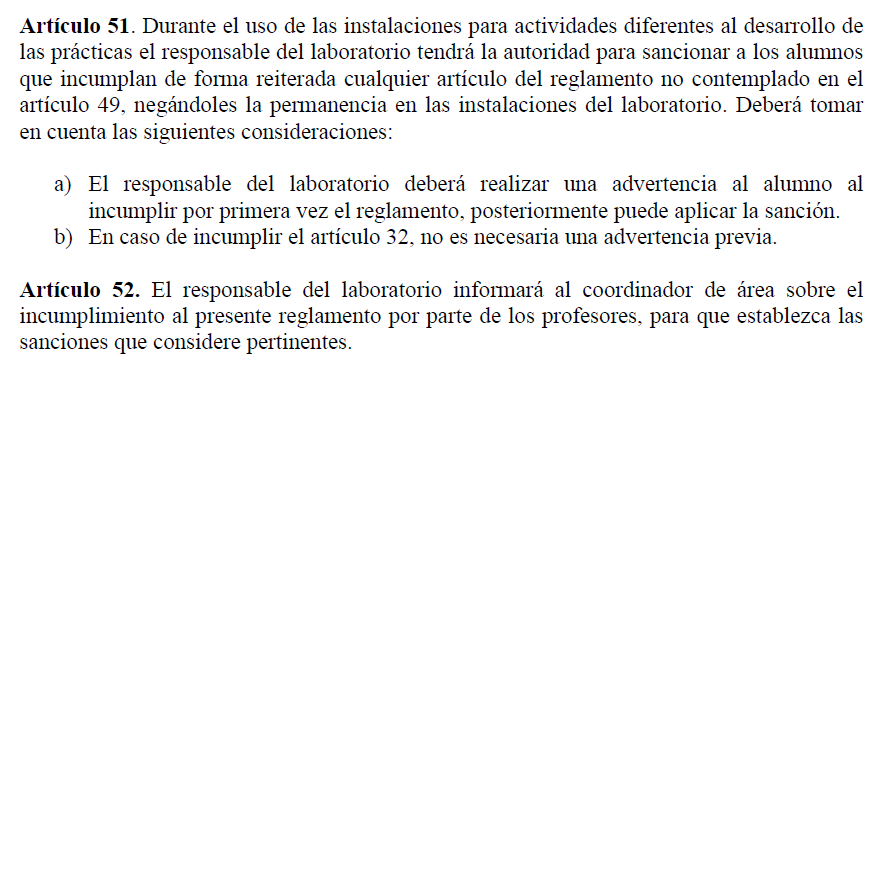 Artículo 51. Durante el uso de las instalaciones para actividades diferentes al desarrollo de
las prácticas el responsable del laboratorio tendrá la autoridad para sancionar a los alumnos
que incumplan de forma reiterada cualquier artículo del reglamento no contemplado en el
artículo 49, negándoles la permanencia en las instalaciones del laboratorio. Deberá tomar
en cuenta las siguientes consideraciones:
a) El responsable del laboratorio deberá realizar una advertencia al alumno al
incumplir por primera vez el reglamento, posteriormente puede aplicar la sanción.
b) En caso de incumplir el artículo 32, no es necesaria una advertencia previa.
Artículo 52. El responsable del laboratorio informará al coordinador de área sobre el
incumplimiento al presente reglamento por parte de los profesores, para que establezca las
sanciones que considere pertinentes.